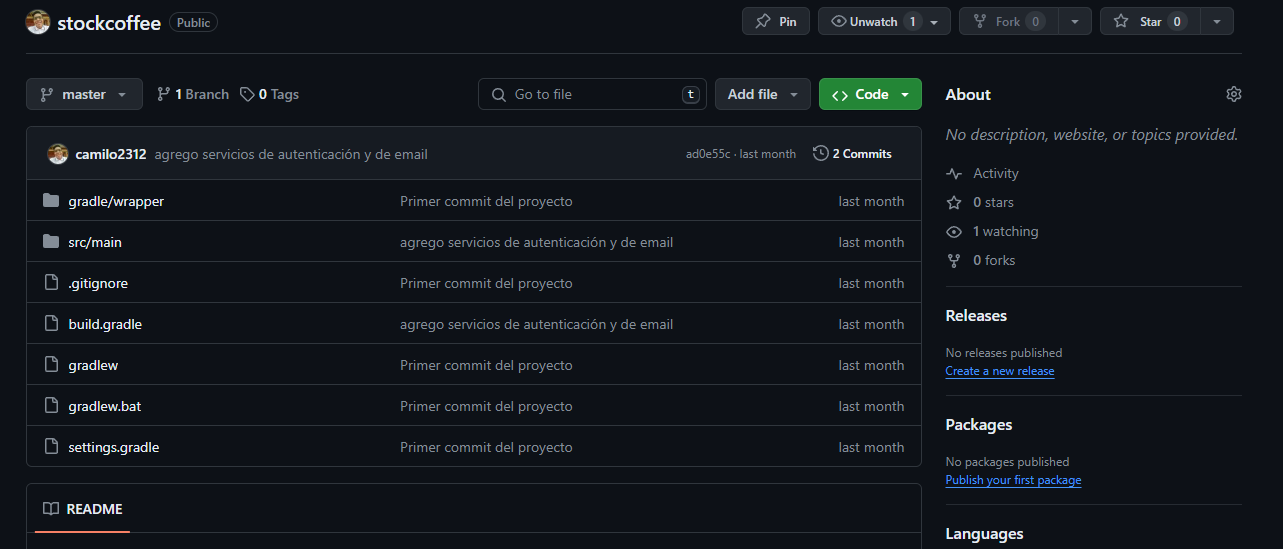 stockcoffee Public Pin Unwatch 1 Fork 0 Star 0
master 1 Branch 0 Tags Go to file t Add file <> Code
About
No description, website, or topics provided.
camilo2312 agrego servicios de autenticación y de email ad0e55c · last month 2 Commits
gradle/wrapper Primer commit del proyecto last month
src/main agrego servicios de autenticación y de email last month
.gitignore Primer commit del proyecto last month
build.gradle agrego servicios de autenticación y de email last month
gradlew Primer commit del proyecto last month
gradlew.bat Primer commit del proyecto last month
settings.gradle Primer commit del proyecto last month
README
Activity
0 stars
1 watching
0 forks
Releases
No releases published
Create a new release
Packages
No packages published
Publish your first package
Languages